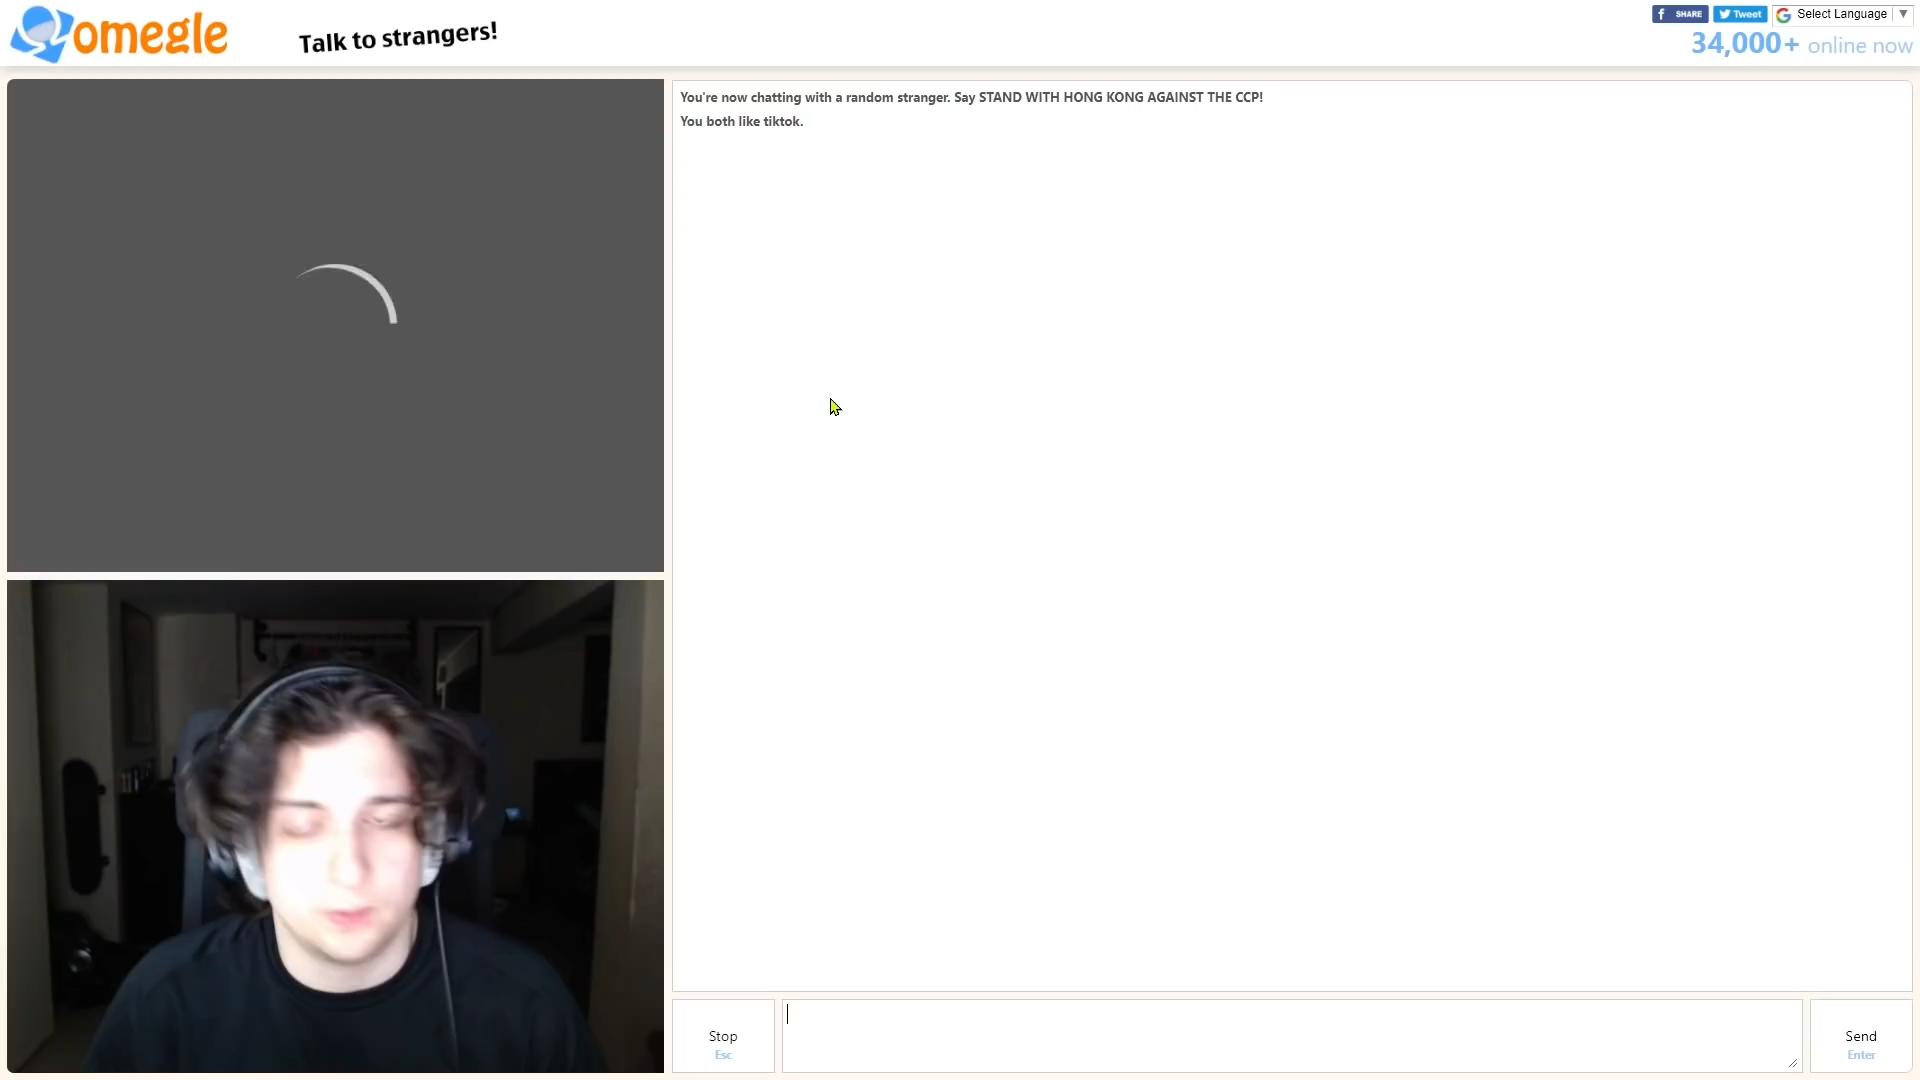 omegle
Talk to strangers!
f SHARE
Tweet
G Select Language ▼
34,000+ online now
You're now chatting with a random stranger. Say STAND WITH HONG KONG AGAINST THE CCP!
You both like tiktok.
Stop
Esc
Send
Enter